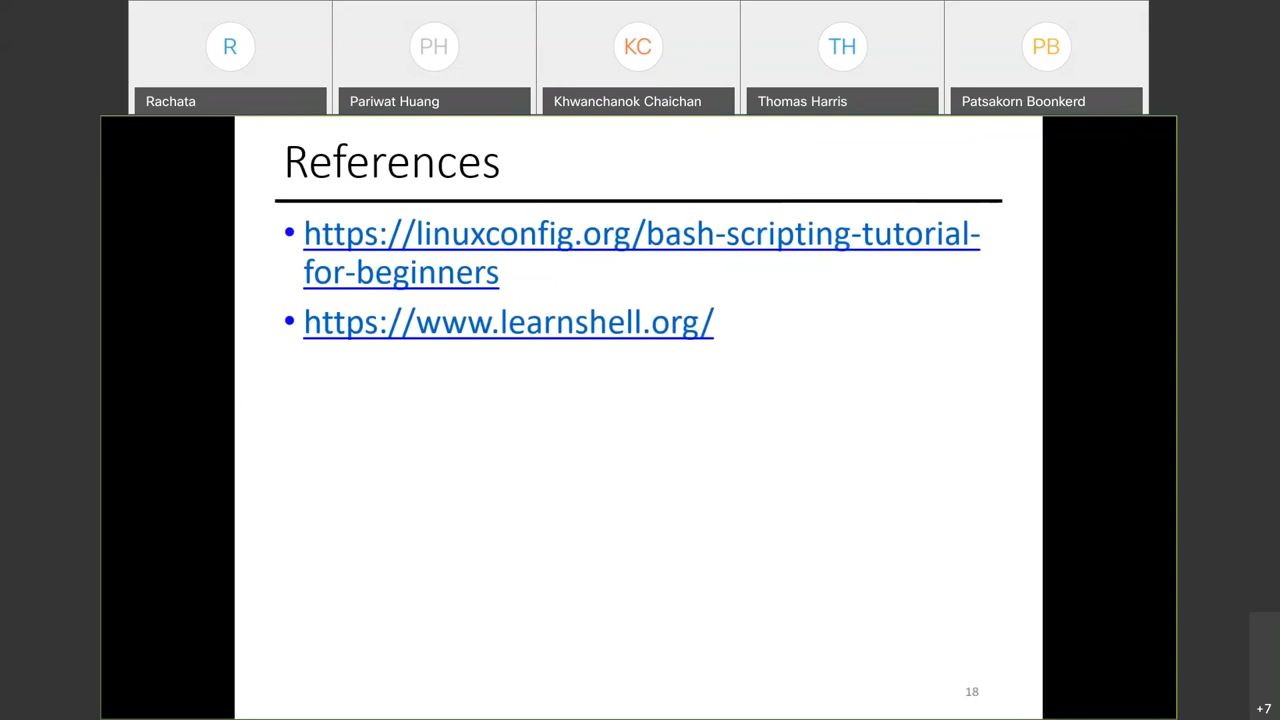 R
PH
KC
TH
PB
Rachata
Pariwat Huang
Khwanchanok Chaichan
Thomas Harris
Patsakorn Boonkerd
References
• https://linuxconfig.org/bash-scripting-tutorial-
for-beginners
• https://www.learnshell.org/
18
+7